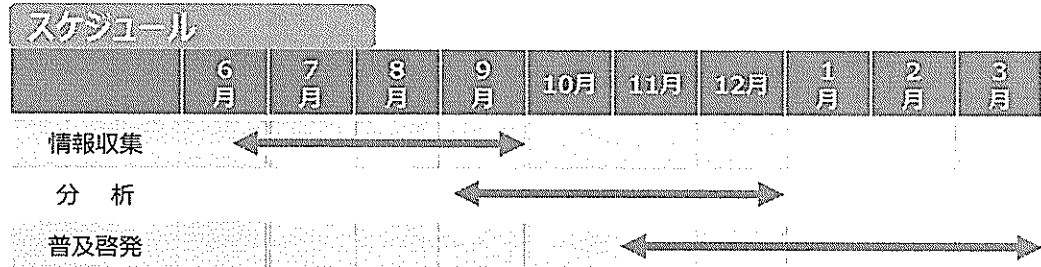 スケジュール
6月 7月 8月 9月 10月 11月 12月 1月 2月 3月
情報収集
分 析
普及啓発